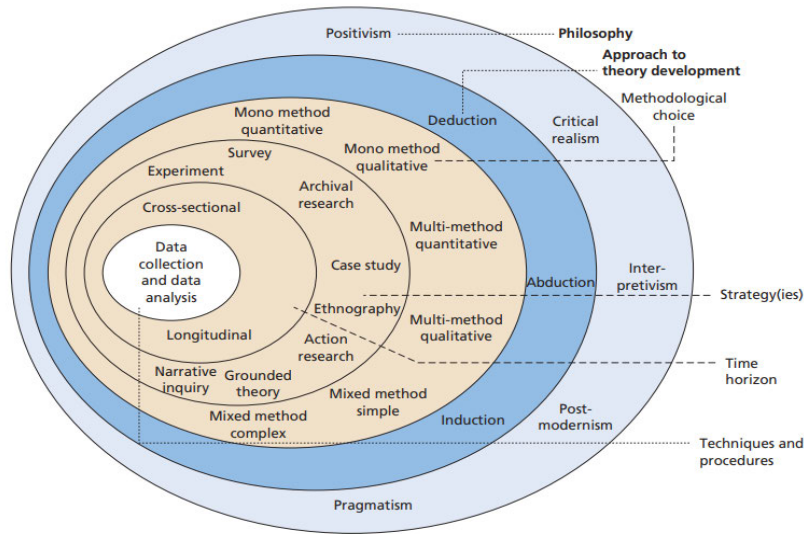 Positivism
Philosophy
Approach to
theory development
Methodological
choice
Mono method
quantitative
Deduction
Critical
realism
Survey
Mono method
qualitative
Experiment
Archival
research
Cross-sectional
Multi-method
quantitative
Data
collection
and data
analysis
Case study
Abduction
Inter-
pretivism
Strategy(ies)
Ethnography
Multi-method
qualitative
Longitudinal
Action
research
Time
horizon
Narrative
inquiry
Grounded
theory
Mixed method
simple
Mixed method
complex
Induction
Post-
modernism
Techniques and
procedures
Pragmatism